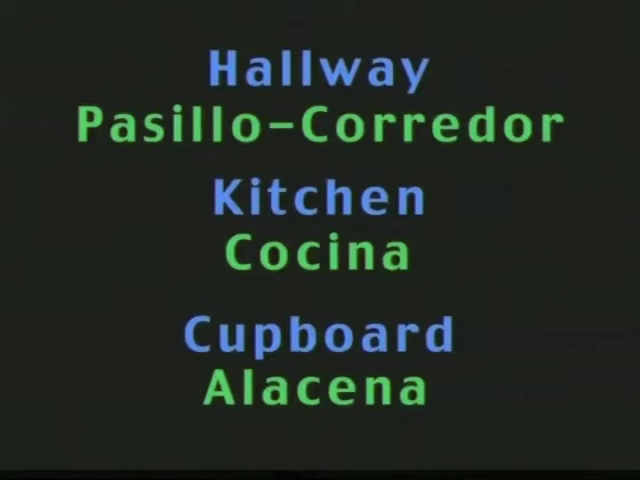 Hallway
Pasillo-Corredor
Kitchen
Cocina
Cupboard
Alacena